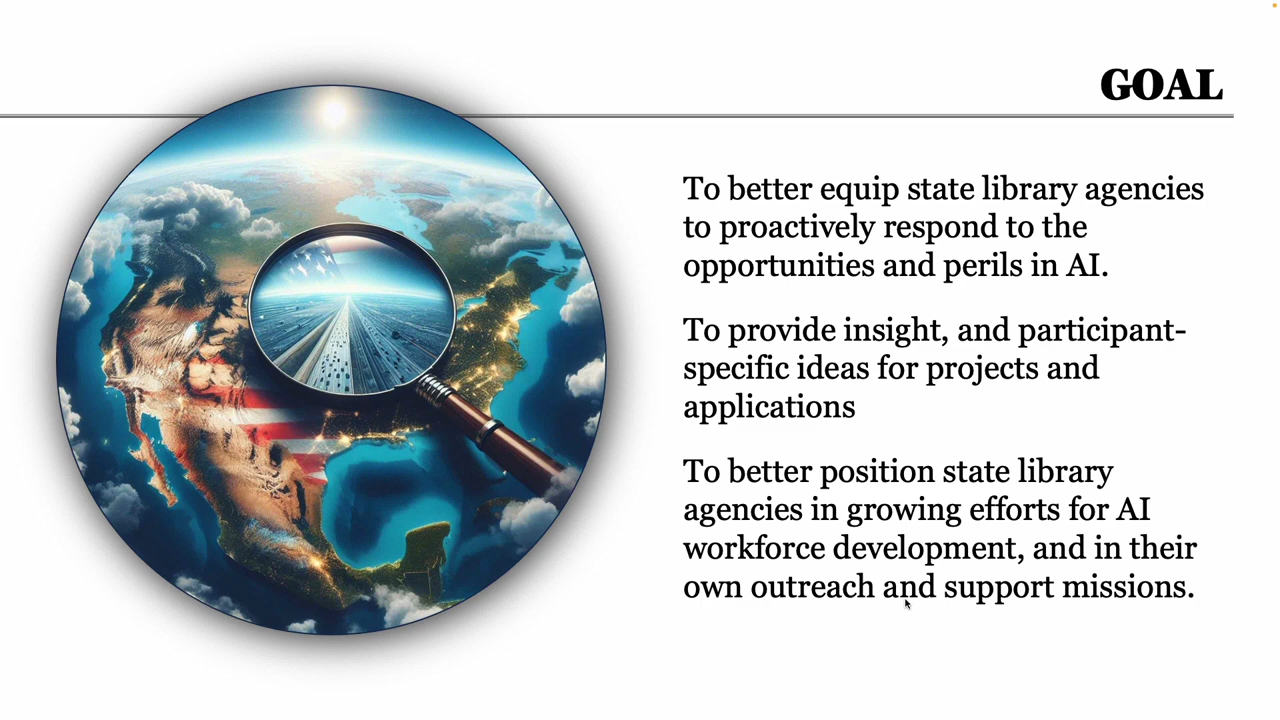 GOAL
To better equip state library agencies
to proactively respond to the
opportunities and perils in AI.
To provide insight, and participant-
specific ideas for projects and
applications
To better position state library
agencies in growing efforts for AI
workforce development, and in their
own outreach and support missions.